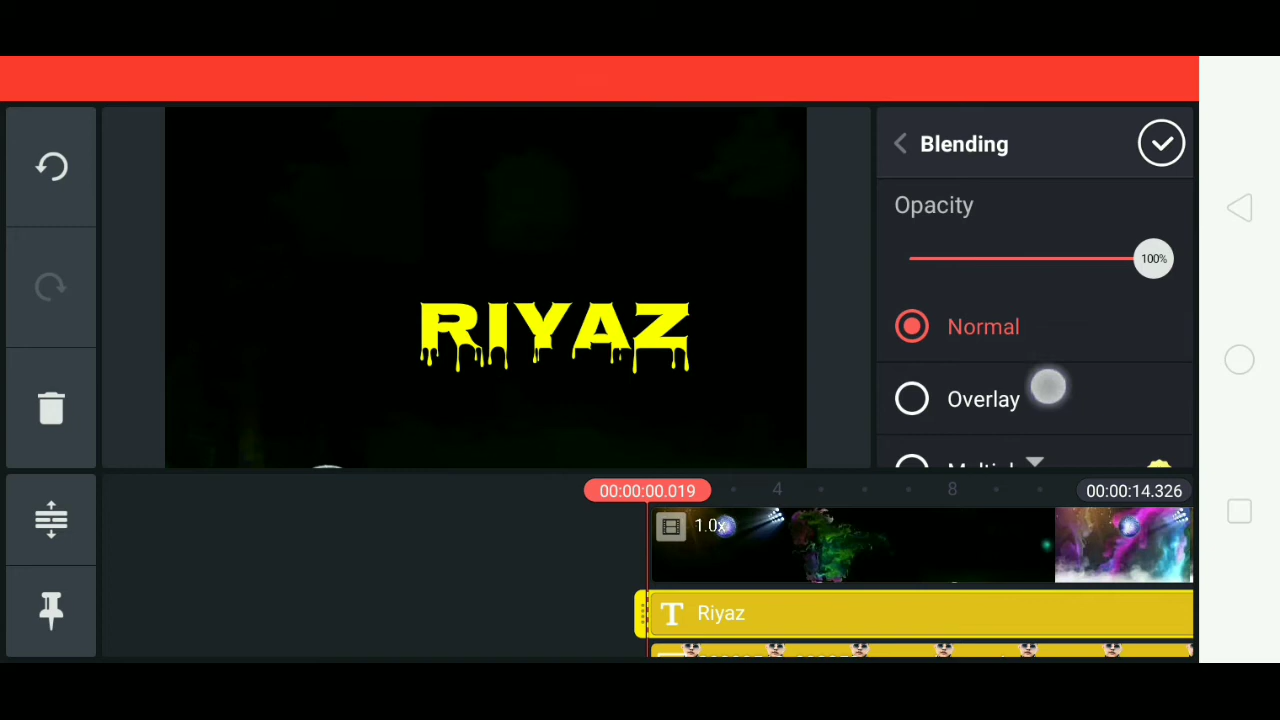 Blending
Opacity
100%
RIYAZ
Normal
Overlay
00:00:00.019
4
8
00:00:14.326
1.0x
T Riyaz